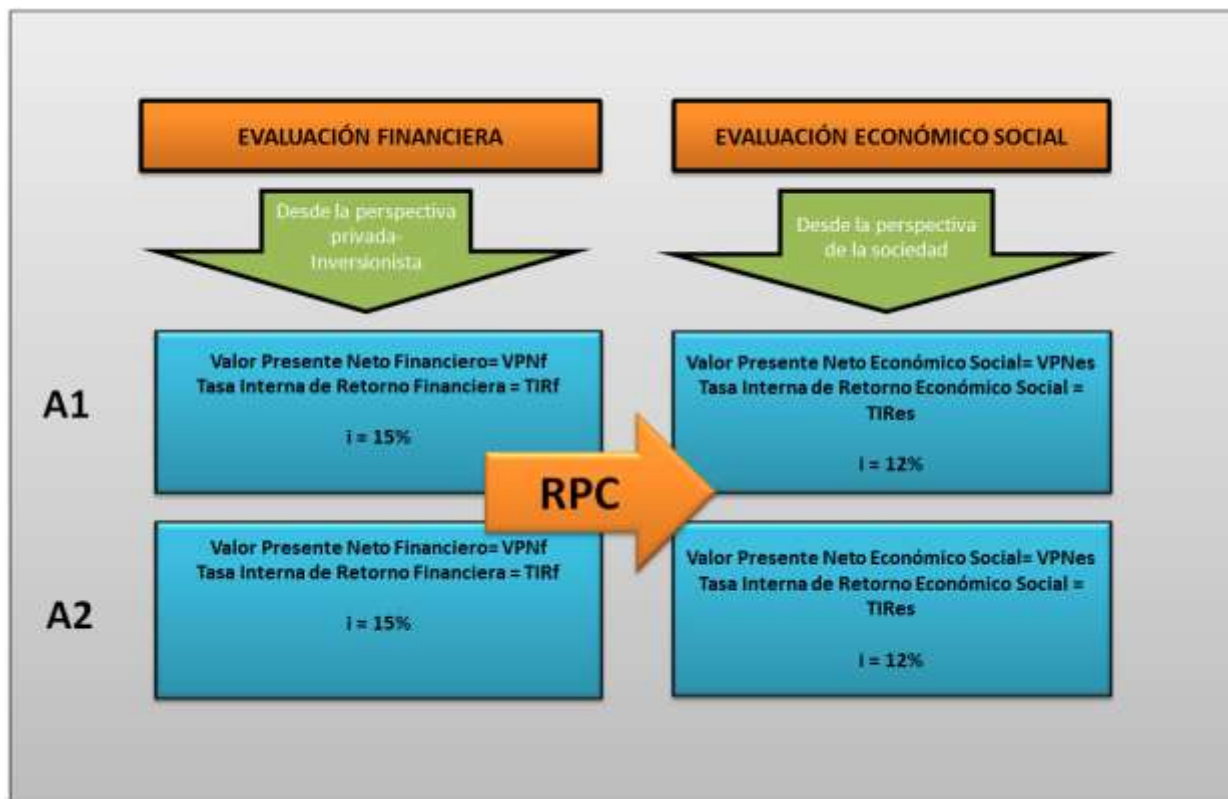 EVALUACIÓN FINANCIERA
EVALUACIÓN ECONÓMICO SOCIAL
Desde la perspectiva
privada-
Inversionista
Desde la perspectiva
de la sociedad
A1
Valor Presente Neto Financiero= VPNf
Tasa Interna de Retorno Financiera = TIRf
i = 15%
Valor Presente Neto Económico Social= VPNes
Tasa Interna de Retorno Económico Social =
TIRes
i = 12%
RPC
A2
Valor Presente Neto Financiero= VPNf
Tasa Interna de Retorno Financiera = TIRf
i = 15%
Valor Presente Neto Económico Social= VPNes
Tasa Interna de Retorno Económico Social =
TIRes
i = 12%